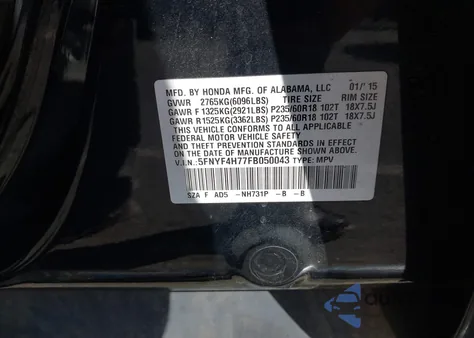 MFD. BY HONDA MFG. OF ALABAMA, LLC 01/'15
GVWR 2765KG(6096LBS) TIRE SIZE RIM SIZE
GAWR F 1325KG(2921LBS) P235/60R18 102T 18X7.5J
GAWR R 1525KG(3362LBS) P235/60R18 102T 18X7.5J
THIS VEHICLE CONFORMS TO ALL APPLICABLE
FEDERAL MOTOR VEHICLE SAFETY
AND THEFT PREVENTION STANDARDS IN EFFECT
ON THE DATE OF MANUFACTURE SHOWN ABOVE.
V.I.N.:5FNYF4H77FB050043 TYPE: MPV
SZA F AD5 -NH731P -B -B